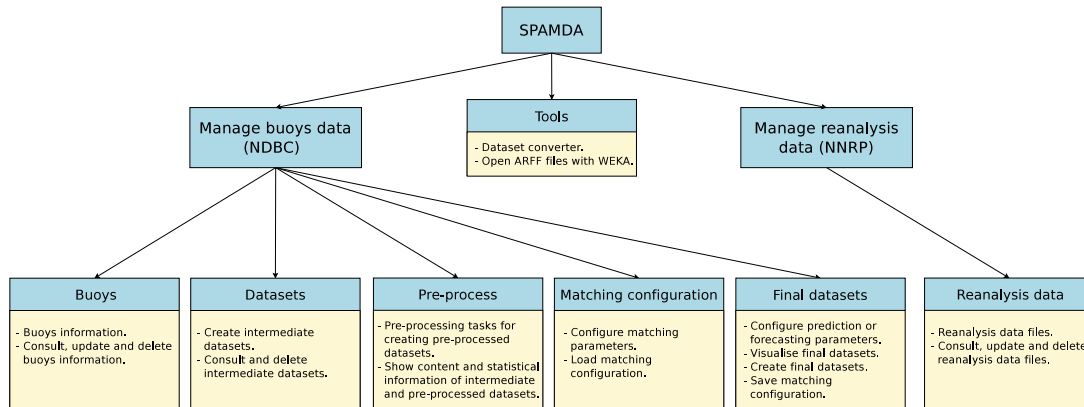 SPAMDA
Manage buoys data
(NDBC)
Tools
- Dataset converter.
- Open ARFF files with WEKA.
Manage reanalysis
data (NNRP)
Buoys
- Buoys information.
- Consult, update and delete
buoys information.
Datasets
- Create intermediate
datasets.
- Consult and delete
intermediate datasets.
Pre-process
- Pre-processing tasks for
creating pre-processed
datasets.
- Show content and statistical
information of intermediate
and pre-processed datasets.
Matching configuration
- Configure matching
parameters.
- Load matching
configuration.
Final datasets
- Configure prediction or
forecasting parameters.
- Visualise final datasets.
- Create final datasets.
- Save matching
configuration.
Reanalysis data
- Reanalysis data files.
- Consult, update and delete
reanalysis data files.